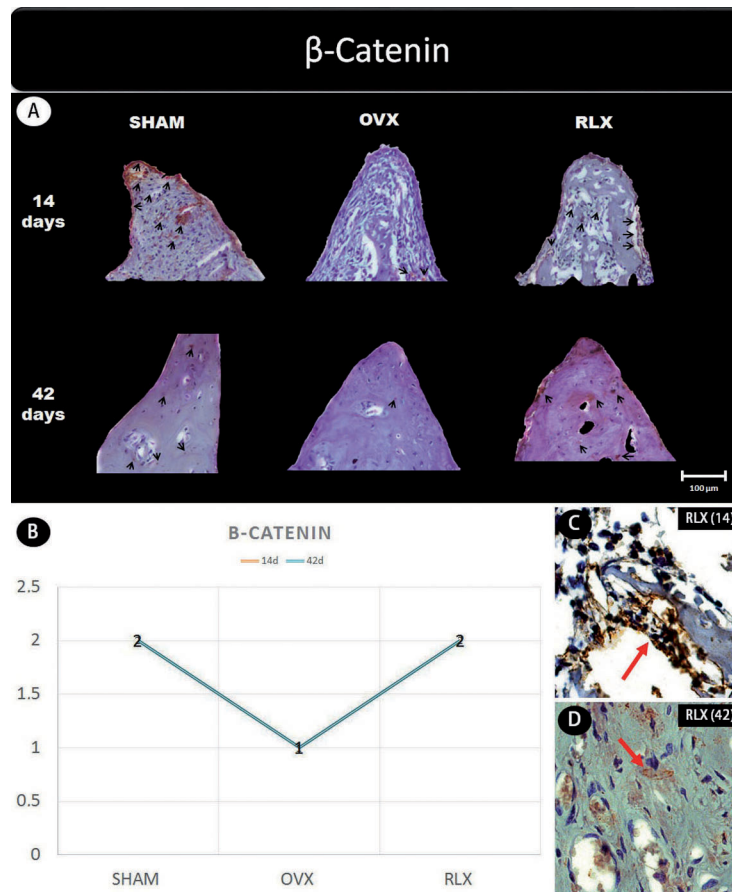 β-Catenin
A
SHAM OVX RLX
14
days
42
days
100 µm
B
B-CATENIN
14d 42d
2.5
2
1.5
1
0.5
0
2 1 2
SHAM OVX RLX
C RLX (14)
D RLX (42)